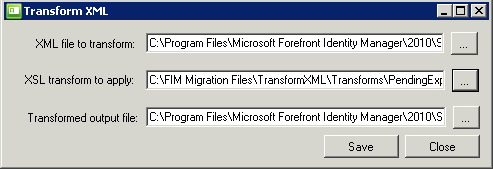 Transform XML
XML file to transform: C:\Program Files\Microsoft Forefront Identity Manager\2010\S ...
XSL transform to apply: C:\FIM Migration Files\TransformXML\Transforms\PendingExp ...
Transformed output file: C:\Program Files\Microsoft Forefront Identity Manager\2010\S ...
Save Close